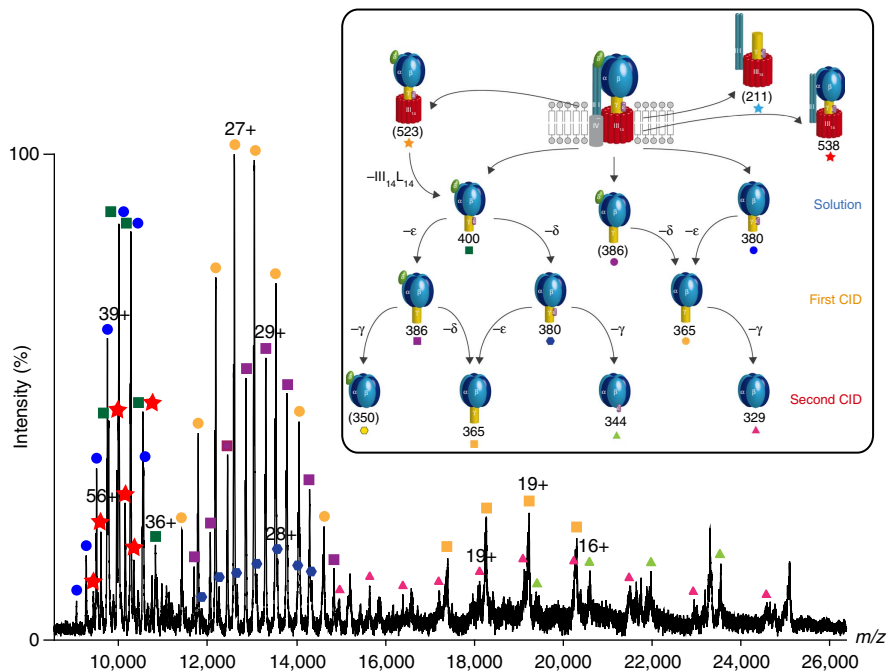 (523)
(211)
538
–III₁₄L₁₄
Solution
400
(386)
380
–ε
–δ
–δ
–ε
First CID
386
380
365
–γ
–δ
–ε
–γ
–γ
Second CID
(350)
365
344
329
α β
III₁₄
IV
Intensity (%)
100
0
27+
39+
29+
56+
36+
28+
19+
19+
16+
10,000 12,000 14,000 16,000 18,000 20,000 22,000 24,000 26,000 m/z